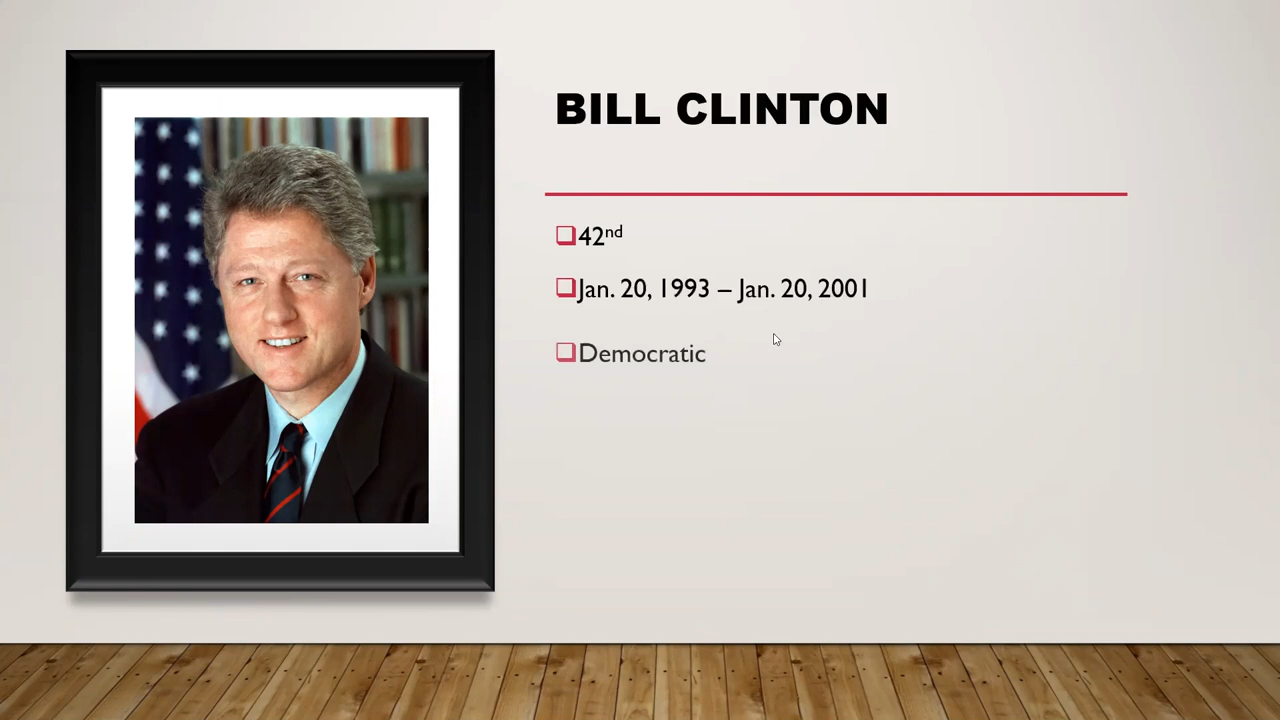 BILL CLINTON
42nd
Jan. 20, 1993 – Jan. 20, 2001
Democratic